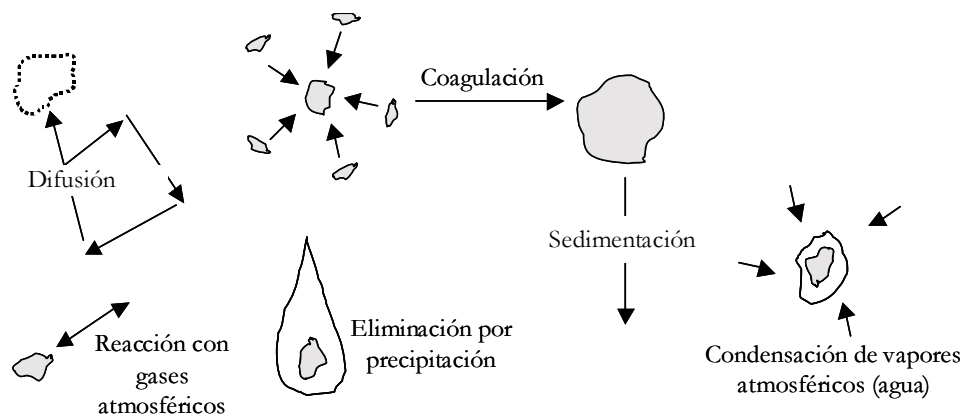 Coagulación
Difusión
Sedimentación
Eliminación por
precipitación
Reacción con
gases
atmosféricos
Condensación de vapores
atmosféricos (agua)